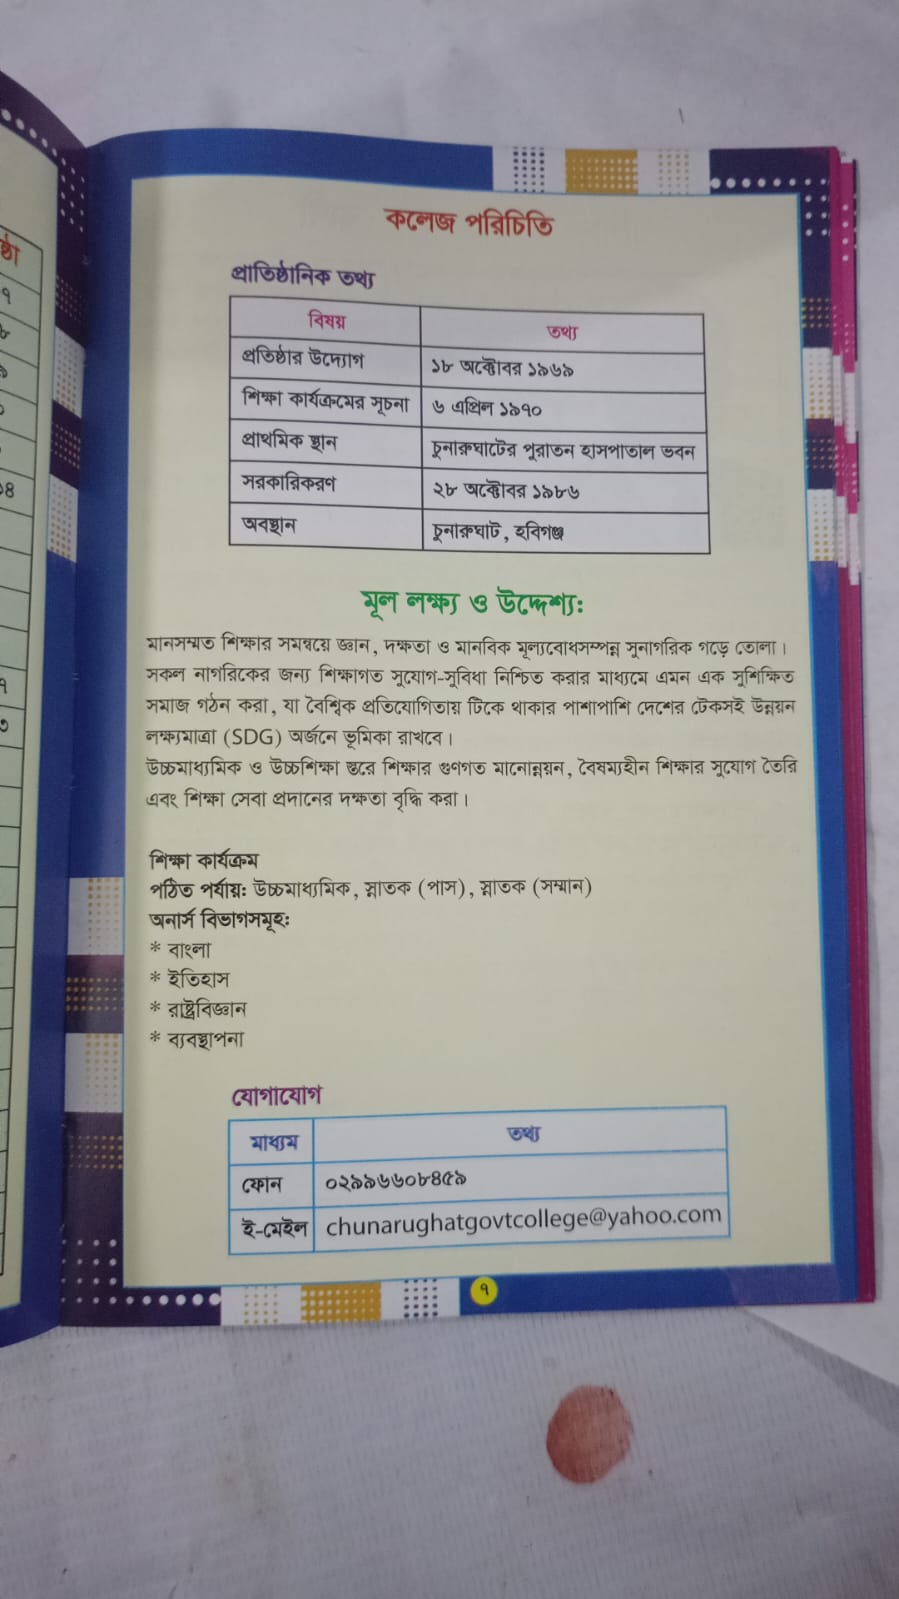 ষ্ঠা
৭
৮
১৪
কলেজ পরিচিতি
প্রাতিষ্ঠানিক তথ্য
বিষয় তথ্য
প্রতিষ্ঠার উদ্যোগ ১৮ অক্টোবর ১৯৬৯
শিক্ষা কার্যক্রমের সূচনা ৬ এপ্রিল ১৯৭০
প্রাথমিক স্থান চুনারুঘাটের পুরাতন হাসপাতাল ভবন
সরকারিকরণ ২৮ অক্টোবর ১৯৮৬
অবস্থান চুনারুঘাট, হবিগঞ্জ
মূল লক্ষ্য ও উদ্দেশ্য:
মানসম্মত শিক্ষার সমন্বয়ে জ্ঞান, দক্ষতা ও মানবিক মূল্যবোধসম্পন্ন সুনাগরিক গড়ে তোলা।
সকল নাগরিকের জন্য শিক্ষাগত সুযোগ-সুবিধা নিশ্চিত করার মাধ্যমে এমন এক সুশিক্ষিত
সমাজ গঠন করা, যা বৈশ্বিক প্রতিযোগিতায় টিকে থাকার পাশাপাশি দেশের টেকসই উন্নয়ন
লক্ষ্যমাত্রা (SDG) অর্জনে ভূমিকা রাখবে।
উচ্চমাধ্যমিক ও উচ্চশিক্ষা স্তরে শিক্ষার গুণগত মানোন্নয়ন, বৈষম্যহীন শিক্ষার সুযোগ তৈরি
এবং শিক্ষা সেবা প্রদানের দক্ষতা বৃদ্ধি করা।
শিক্ষা কার্যক্রম
পঠিত পর্যায়: উচ্চমাধ্যমিক, স্নাতক (পাস), স্নাতক (সম্মান)
অনার্স বিভাগসমূহ:
* বাংলা
* ইতিহাস
* রাষ্ট্রবিজ্ঞান
* ব্যবস্থাপনা
যোগাযোগ
মাধ্যম তথ্য
ফোন ০২৯৯৬৬০৮৪৫৯
ই-মেইল chunarughatgovtcollege@yahoo.com
৭